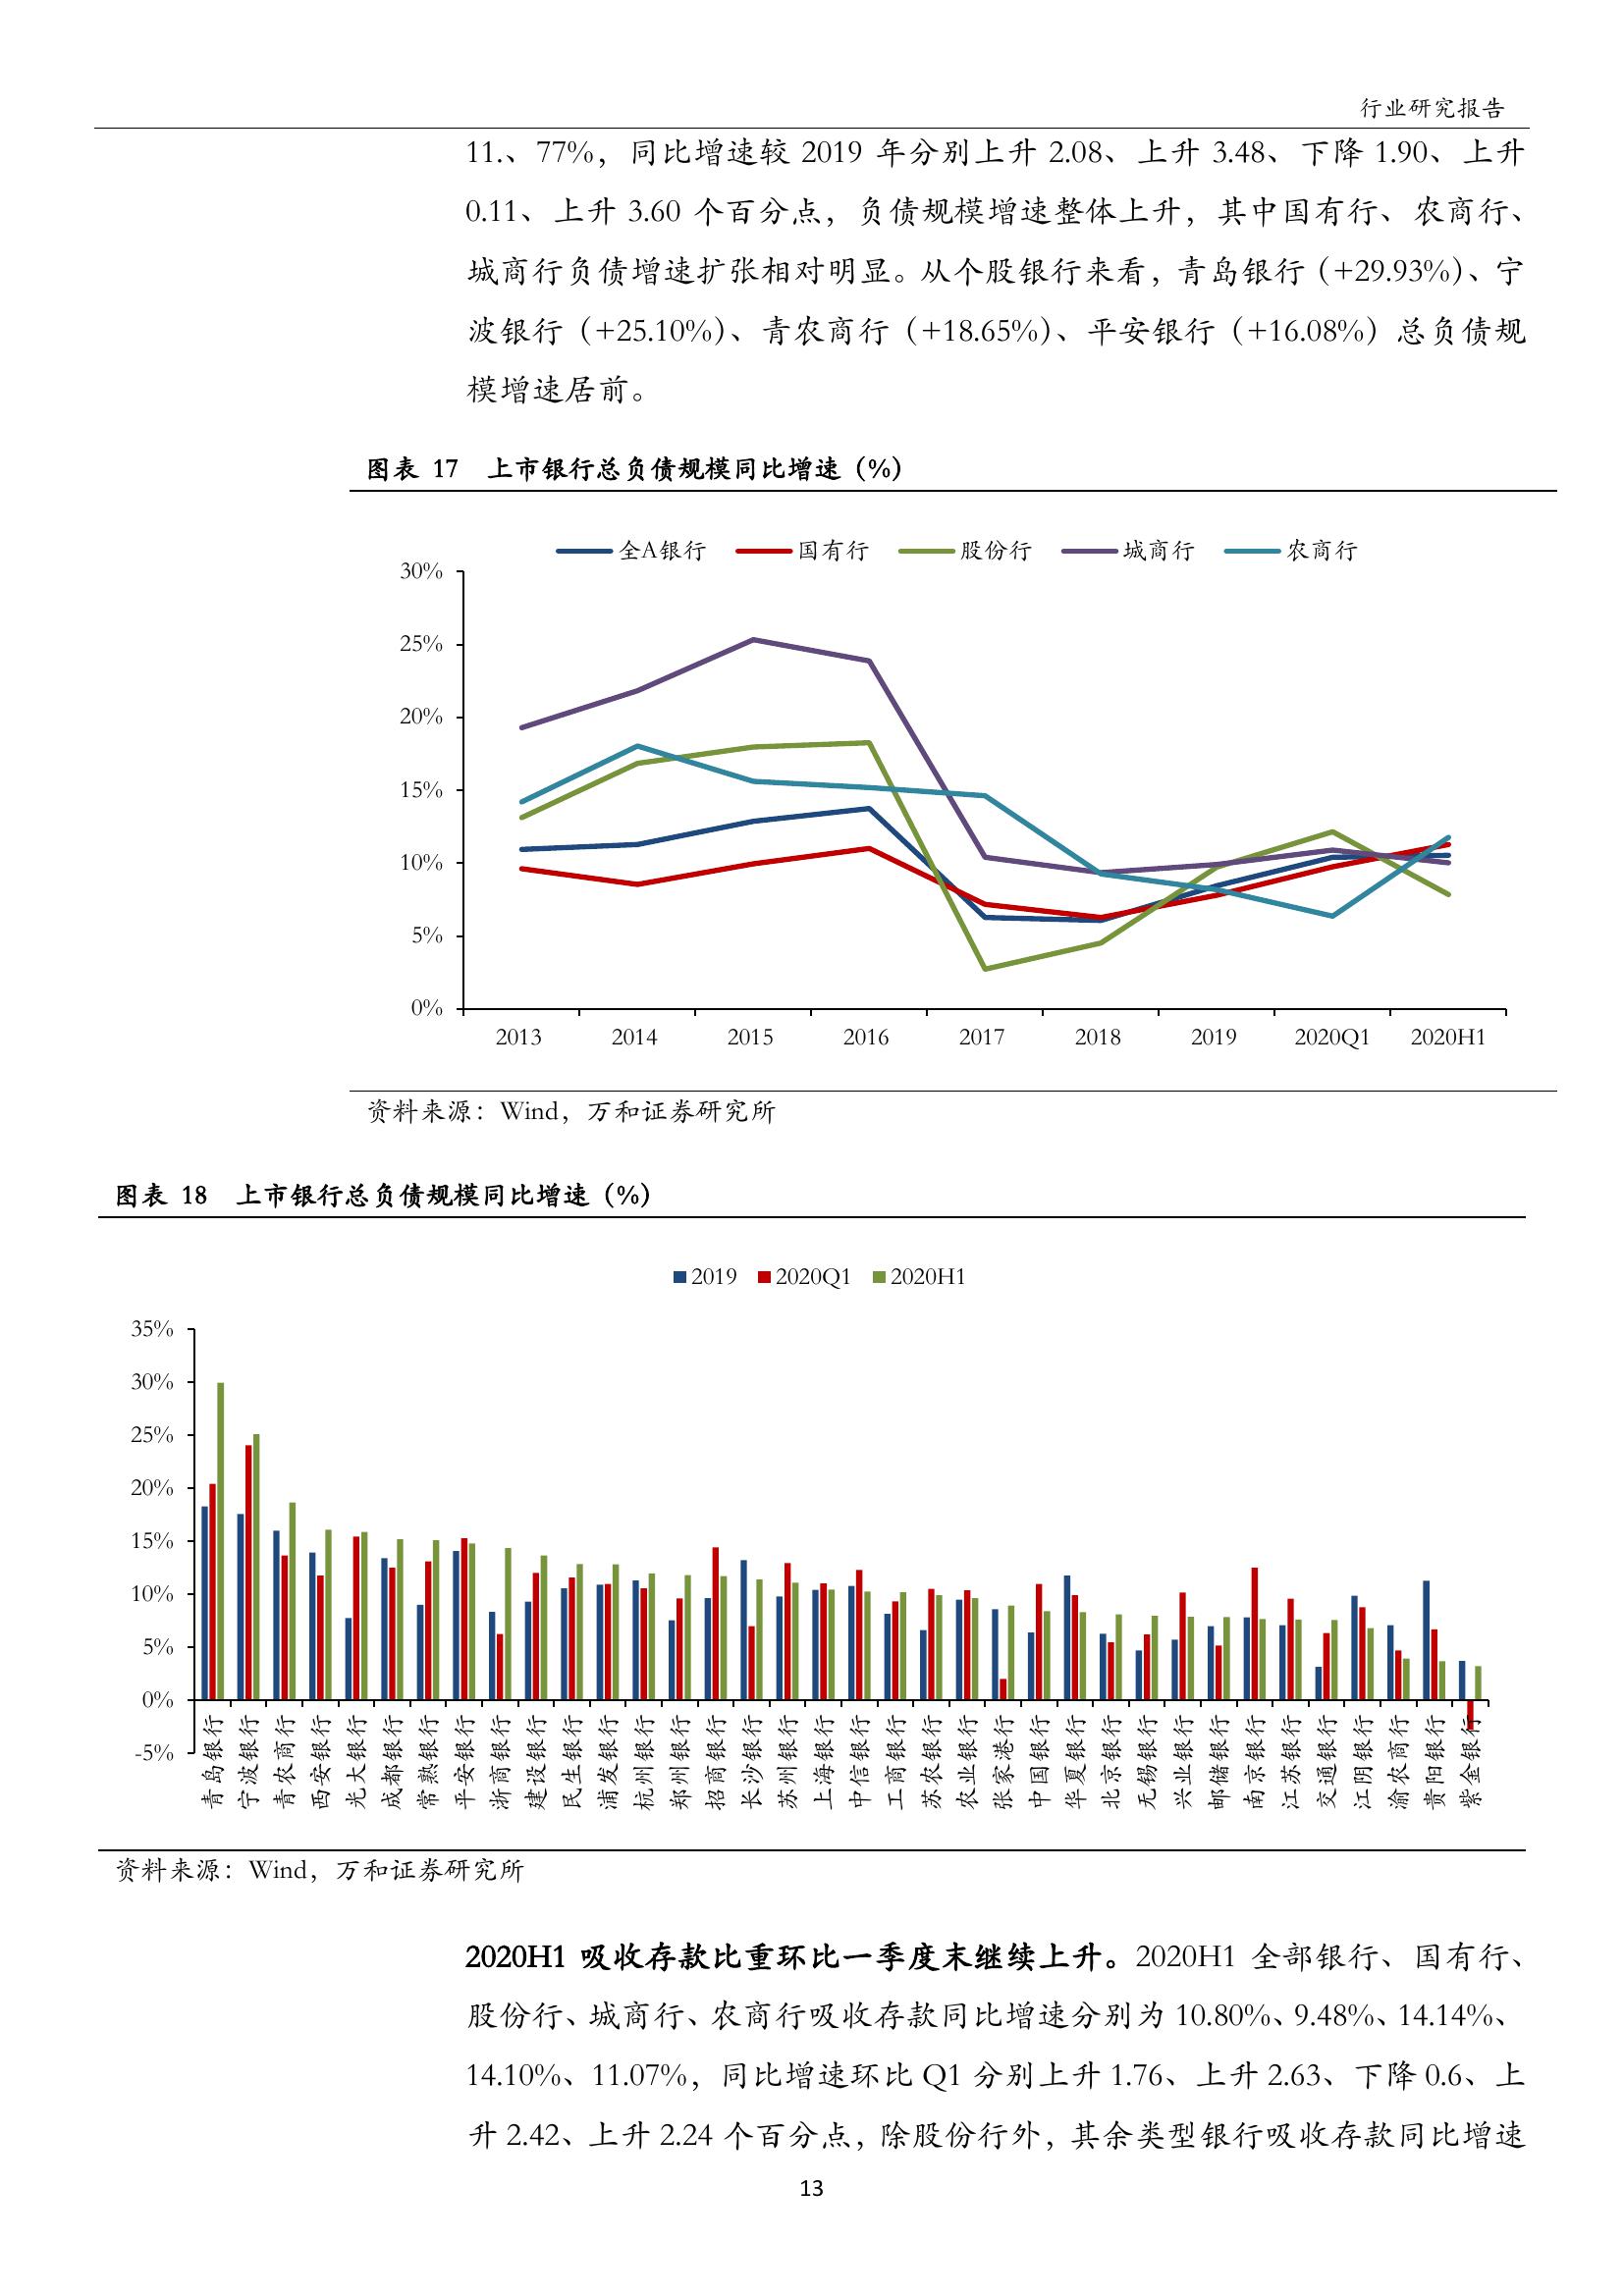 行业研究报告
11.、77%，同比增速较 2019 年分别上升 2.08、上升 3.48、下降 1.90、上升
0.11、上升 3.60 个百分点，负债规模增速整体上升，其中国有行、农商行、
城商行负债增速扩张相对明显。从个股银行来看，青岛银行（+29.93%）、宁
波银行（+25.10%）、青农商行（+18.65%）、平安银行（+16.08%）总负债规
模增速居前。
图表 17 上市银行总负债规模同比增速（%）
全A银行 国有行 股份行 城商行 农商行
30%
25%
20%
15%
10%
5%
0%
2013 2014 2015 2016 2017 2018 2019 2020Q1 2020H1
资料来源：Wind，万和证券研究所
图表 18 上市银行总负债规模同比增速（%）
2019 2020Q1 2020H1
35%
30%
25%
20%
15%
10%
5%
0%
-5%
青岛银行
宁波银行
青农商行
西安银行
光大银行
成都银行
常熟银行
平安银行
浙商银行
建设银行
民生银行
浦发银行
杭州银行
郑州银行
招商银行
长沙银行
苏州银行
上海银行
中信银行
工商银行
苏农银行
农业银行
张家港行
中国银行
华夏银行
北京银行
无锡银行
兴业银行
邮储银行
南京银行
江苏银行
交通银行
江阴银行
渝农商行
贵阳银行
紫金银行
资料来源：Wind，万和证券研究所
2020H1 吸收存款比重环比一季度末继续上升。2020H1 全部银行、国有行、
股份行、城商行、农商行吸收存款同比增速分别为 10.80%、9.48%、14.14%、
14.10%、11.07%，同比增速环比 Q1 分别上升 1.76、上升 2.63、下降 0.6、上
升 2.42、上升 2.24 个百分点，除股份行外，其余类型银行吸收存款同比增速
13